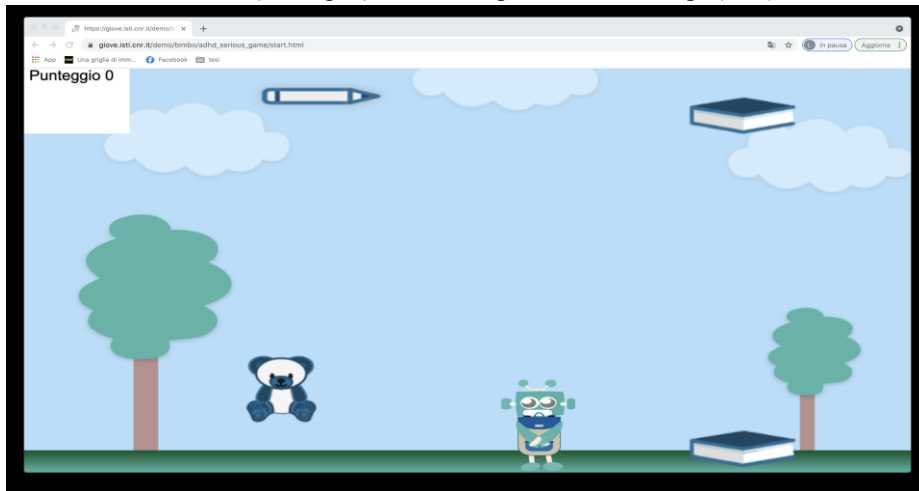 https://giove.isti.cnr.it/demo/b
giove.isti.cnr.it/demo/bimbo/adhd_serious_game/start.html
In pausa
Aggiorna
App
Una griglia di imm...
Facebook
tesi
Punteggio 0